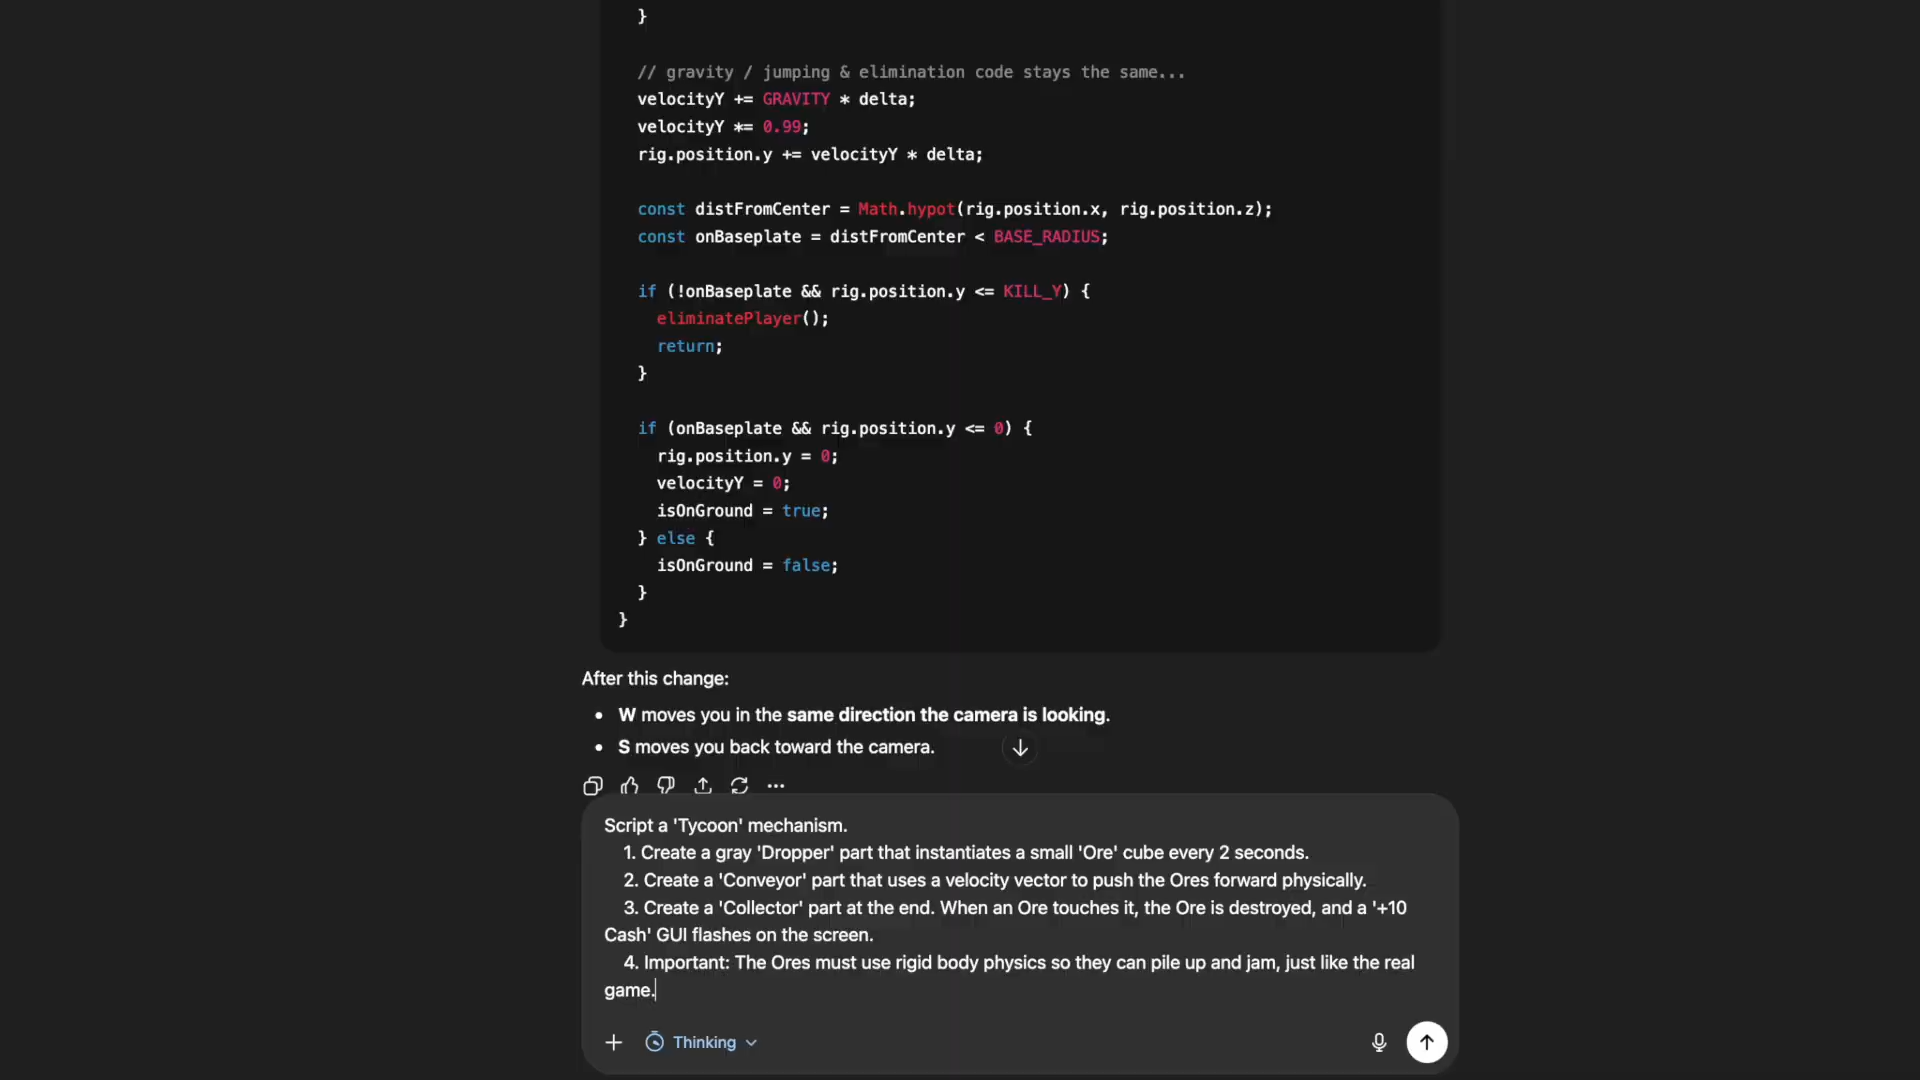 }
// gravity / jumping & elimination code stays the same...
velocityY += GRAVITY * delta;
velocityY *= 0.99;
rig.position.y += velocityY * delta;
const distFromCenter = Math.hypot(rig.position.x, rig.position.z);
const onBaseplate = distFromCenter < BASE_RADIUS;
if (!onBaseplate && rig.position.y <= KILL_Y) {
eliminatePlayer();
return;
}
if (onBaseplate && rig.position.y <= 0) {
rig.position.y = 0;
velocityY = 0;
isOnGround = true;
} else {
isOnGround = false;
}
}
After this change:
• W moves you in the same direction the camera is looking.
• S moves you back toward the camera.
Script a 'Tycoon' mechanism.
1. Create a gray 'Dropper' part that instantiates a small 'Ore' cube every 2 seconds.
2. Create a 'Conveyor' part that uses a velocity vector to push the Ores forward physically.
3. Create a 'Collector' part at the end. When an Ore touches it, the Ore is destroyed, and a '+10
Cash' GUI flashes on the screen.
4. Important: The Ores must use rigid body physics so they can pile up and jam, just like the real
game.
Thinking